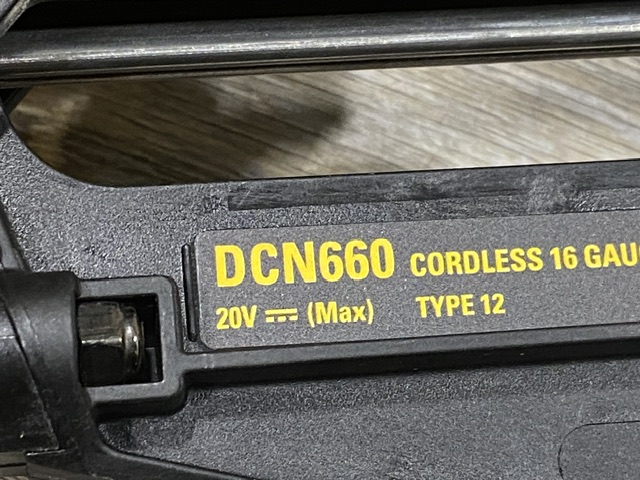 DCN660 CORDLESS 16 GAU
20V ⎓ (Max) TYPE 12